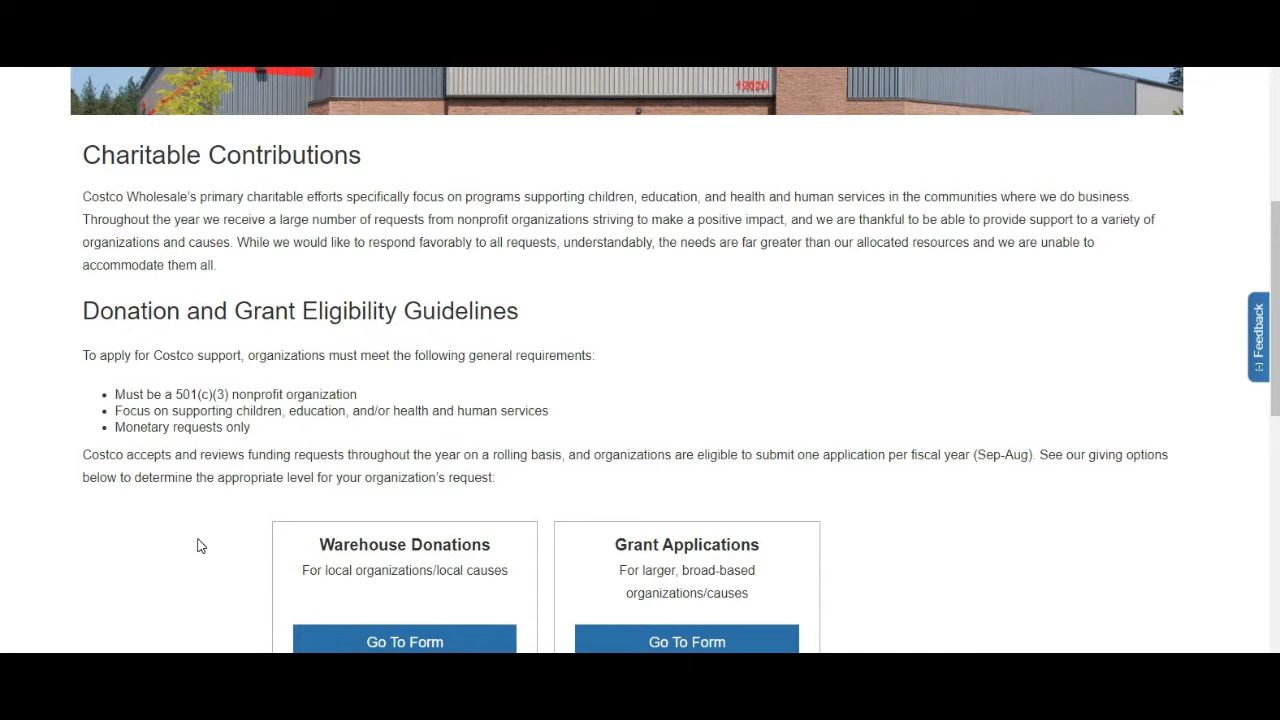 12020
Charitable Contributions
Costco Wholesale's primary charitable efforts specifically focus on programs supporting children, education, and health and human services in the communities where we do business.
Throughout the year we receive a large number of requests from nonprofit organizations striving to make a positive impact, and we are thankful to be able to provide support to a variety of
organizations and causes. While we would like to respond favorably to all requests, understandably, the needs are far greater than our allocated resources and we are unable to
accommodate them all.
Donation and Grant Eligibility Guidelines
To apply for Costco support, organizations must meet the following general requirements:
• Must be a 501(c)(3) nonprofit organization
• Focus on supporting children, education, and/or health and human services
• Monetary requests only
Costco accepts and reviews funding requests throughout the year on a rolling basis, and organizations are eligible to submit one application per fiscal year (Sep-Aug). See our giving options
below to determine the appropriate level for your organization's request:
Warehouse Donations
For local organizations/local causes
Go To Form
Grant Applications
For larger, broad-based
organizations/causes
Go To Form
[-] Feedback